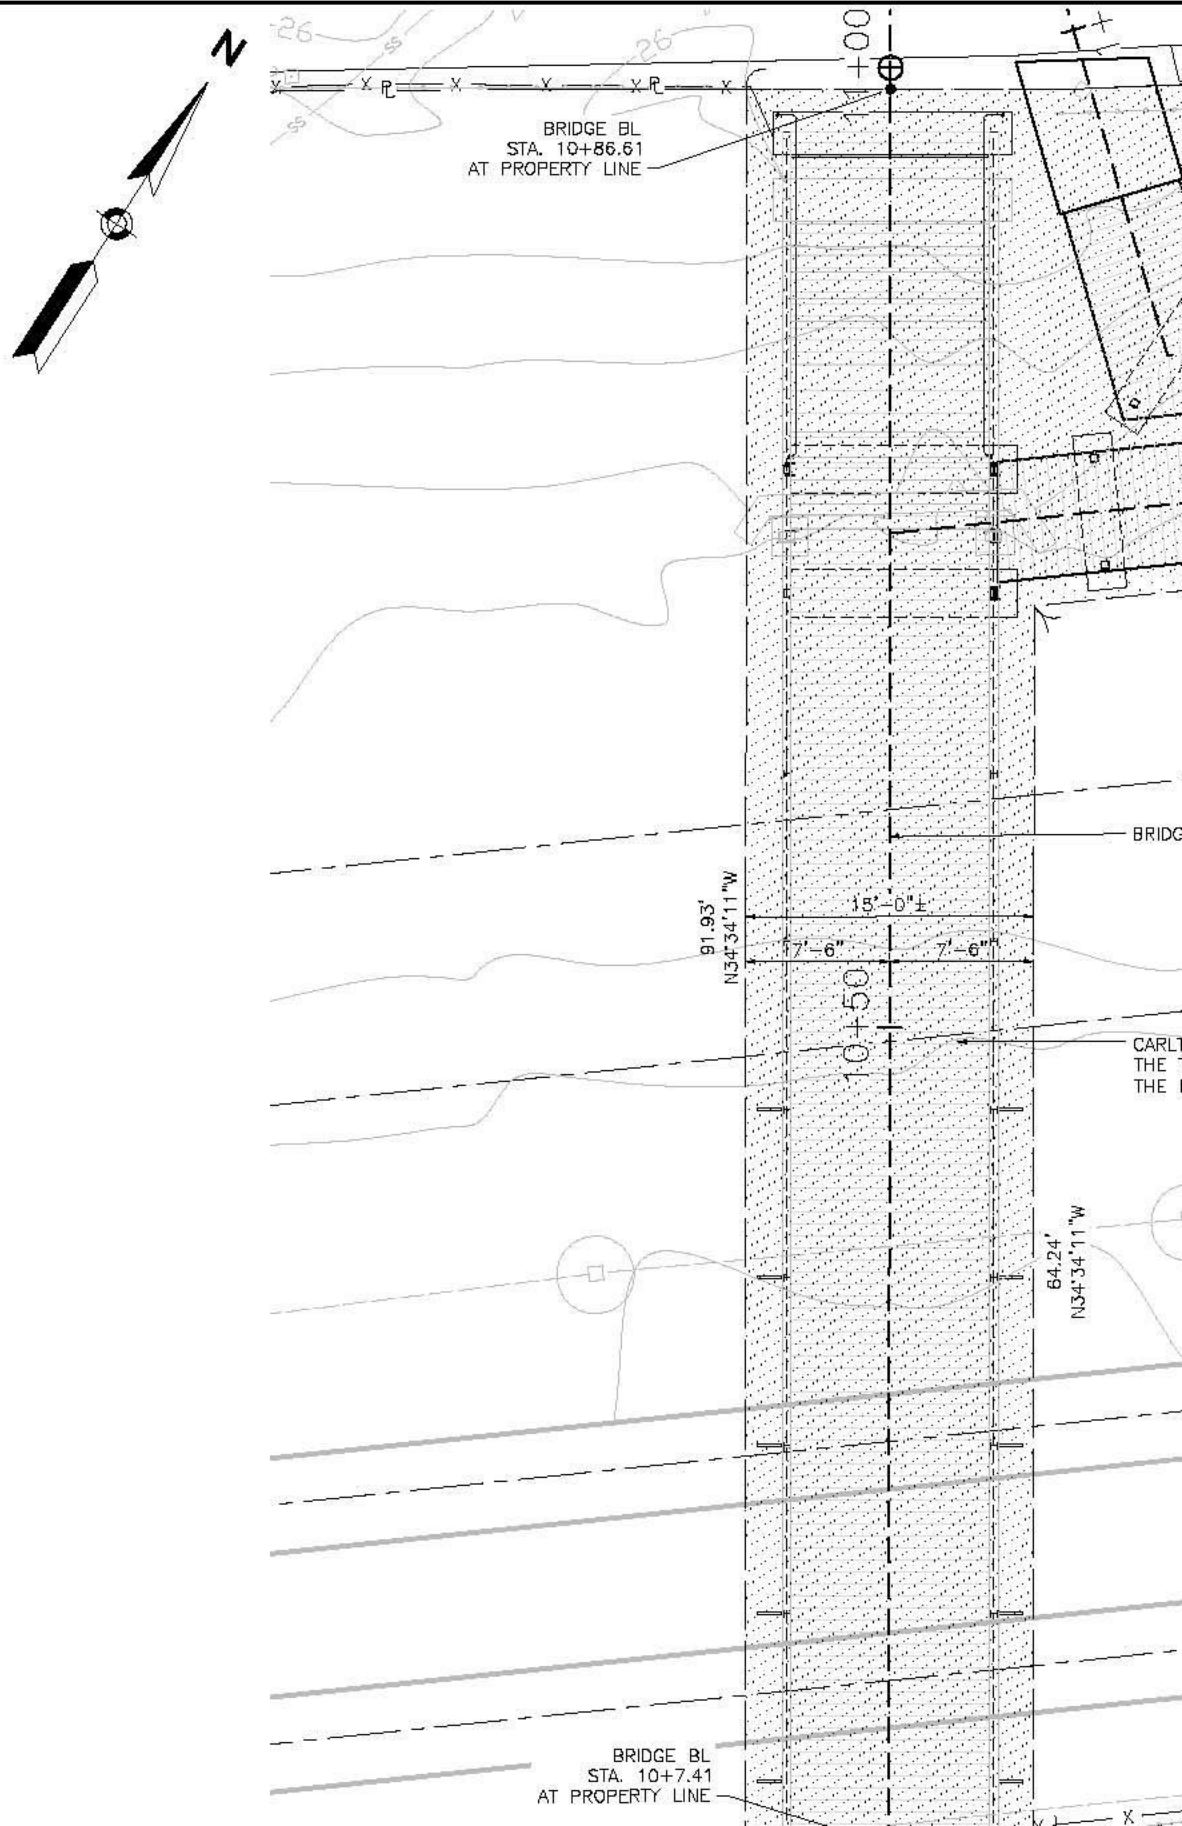 N
-26
SS
26
11+00
X
PL
X
X
X
PL
X
SS
BRIDGE BL
STA. 10+86.61
AT PROPERTY LINE
BRIDG
15'-0"±
91.93'
N34°34'11"W
7'-6"
7'-6"
10+50
CARLT
THE
THE
64.24'
N34°34'11"W
BRIDGE BL
STA. 10+7.41
AT PROPERTY LINE
X